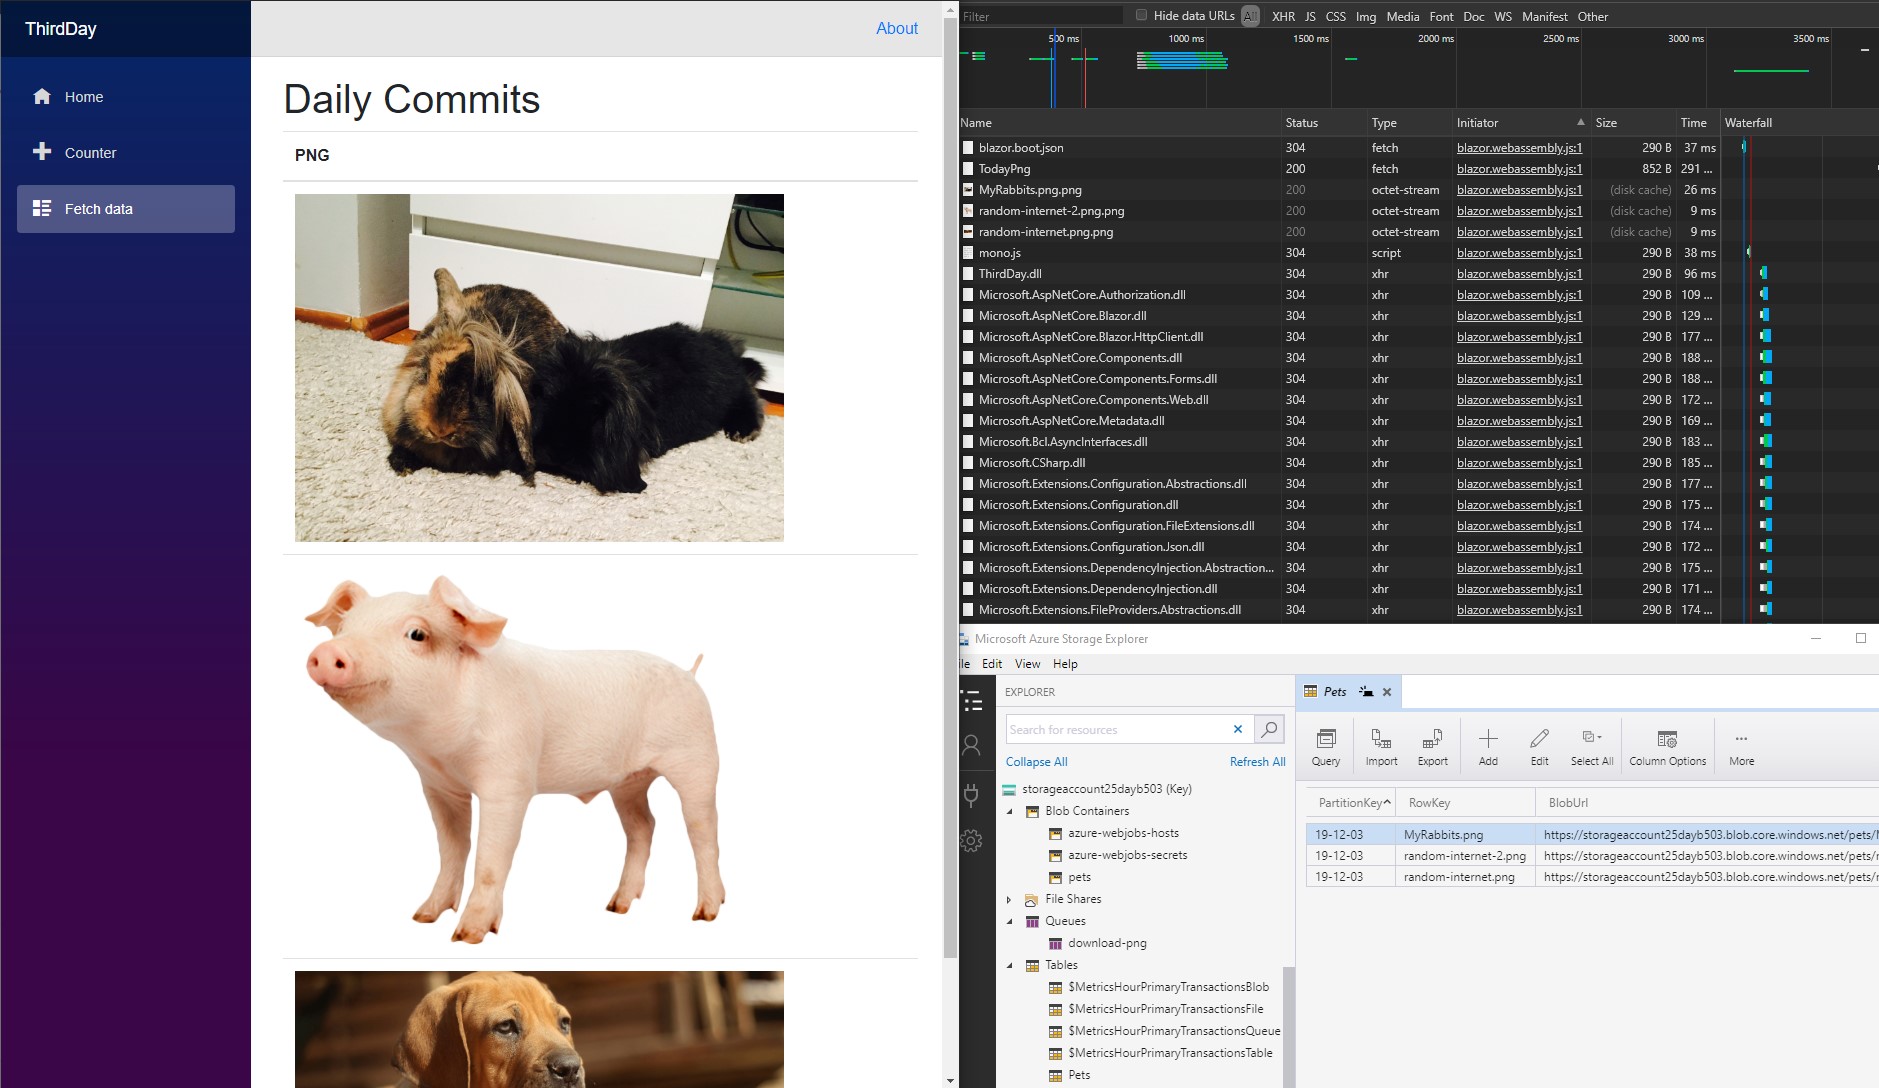 ThirdDay
About
Home
Counter
Fetch data
Daily Commits
PNG
Filter
Hide data URLs All XHR JS CSS Img Media Font Doc WS Manifest Other
500 ms 1000 ms 1500 ms 2000 ms 2500 ms 3000 ms 3500 ms
Name Status Type Initiator Size Time Waterfall
blazor.boot.json 304 fetch blazor.webassembly.js:1 290 B 37 ms
TodayPng 200 fetch blazor.webassembly.js:1 852 B 291 ...
MyRabbits.png.png 200 octet-stream blazor.webassembly.js:1 (disk cache) 26 ms
random-internet-2.png.png 200 octet-stream blazor.webassembly.js:1 (disk cache) 9 ms
random-internet.png.png 200 octet-stream blazor.webassembly.js:1 (disk cache) 9 ms
mono.js 304 script blazor.webassembly.js:1 290 B 38 ms
ThirdDay.dll 304 xhr blazor.webassembly.js:1 290 B 96 ms
Microsoft.AspNetCore.Authorization.dll 304 xhr blazor.webassembly.js:1 290 B 109 ...
Microsoft.AspNetCore.Blazor.dll 304 xhr blazor.webassembly.js:1 290 B 129 ...
Microsoft.AspNetCore.Blazor.HttpClient.dll 304 xhr blazor.webassembly.js:1 290 B 177 ...
Microsoft.AspNetCore.Components.dll 304 xhr blazor.webassembly.js:1 290 B 188 ...
Microsoft.AspNetCore.Components.Forms.dll 304 xhr blazor.webassembly.js:1 290 B 188 ...
Microsoft.AspNetCore.Components.Web.dll 304 xhr blazor.webassembly.js:1 290 B 172 ...
Microsoft.AspNetCore.Metadata.dll 304 xhr blazor.webassembly.js:1 290 B 169 ...
Microsoft.Bcl.AsyncInterfaces.dll 304 xhr blazor.webassembly.js:1 290 B 183 ...
Microsoft.CSharp.dll 304 xhr blazor.webassembly.js:1 290 B 185 ...
Microsoft.Extensions.Configuration.Abstractions.dll 304 xhr blazor.webassembly.js:1 290 B 177 ...
Microsoft.Extensions.Configuration.dll 304 xhr blazor.webassembly.js:1 290 B 175 ...
Microsoft.Extensions.Configuration.FileExtensions.dll 304 xhr blazor.webassembly.js:1 290 B 174 ...
Microsoft.Extensions.Configuration.Json.dll 304 xhr blazor.webassembly.js:1 290 B 172 ...
Microsoft.Extensions.DependencyInjection.Abstraction... 304 xhr blazor.webassembly.js:1 290 B 175 ...
Microsoft.Extensions.DependencyInjection.dll 304 xhr blazor.webassembly.js:1 290 B 171 ...
Microsoft.Extensions.FileProviders.Abstractions.dll 304 xhr blazor.webassembly.js:1 290 B 174 ...
Microsoft Azure Storage Explorer
ile Edit View Help
EXPLORER
Search for resources
Collapse All Refresh All
storageaccount25dayb503 (Key)
Blob Containers
azure-webjobs-hosts
azure-webjobs-secrets
pets
File Shares
Queues
download-png
Tables
$MetricsHourPrimaryTransactionsBlob
$MetricsHourPrimaryTransactionsFile
$MetricsHourPrimaryTransactionsQueue
$MetricsHourPrimaryTransactionsTable
Pets
Pets
Query Import Export Add Edit Select All Column Options More
PartitionKey RowKey BlobUrl
19-12-03 MyRabbits.png https://storageaccount25dayb503.blob.core.windows.net/pets/
19-12-03 random-internet-2.png https://storageaccount25dayb503.blob.core.windows.net/pets/r
19-12-03 random-internet.png https://storageaccount25dayb503.blob.core.windows.net/pets/r